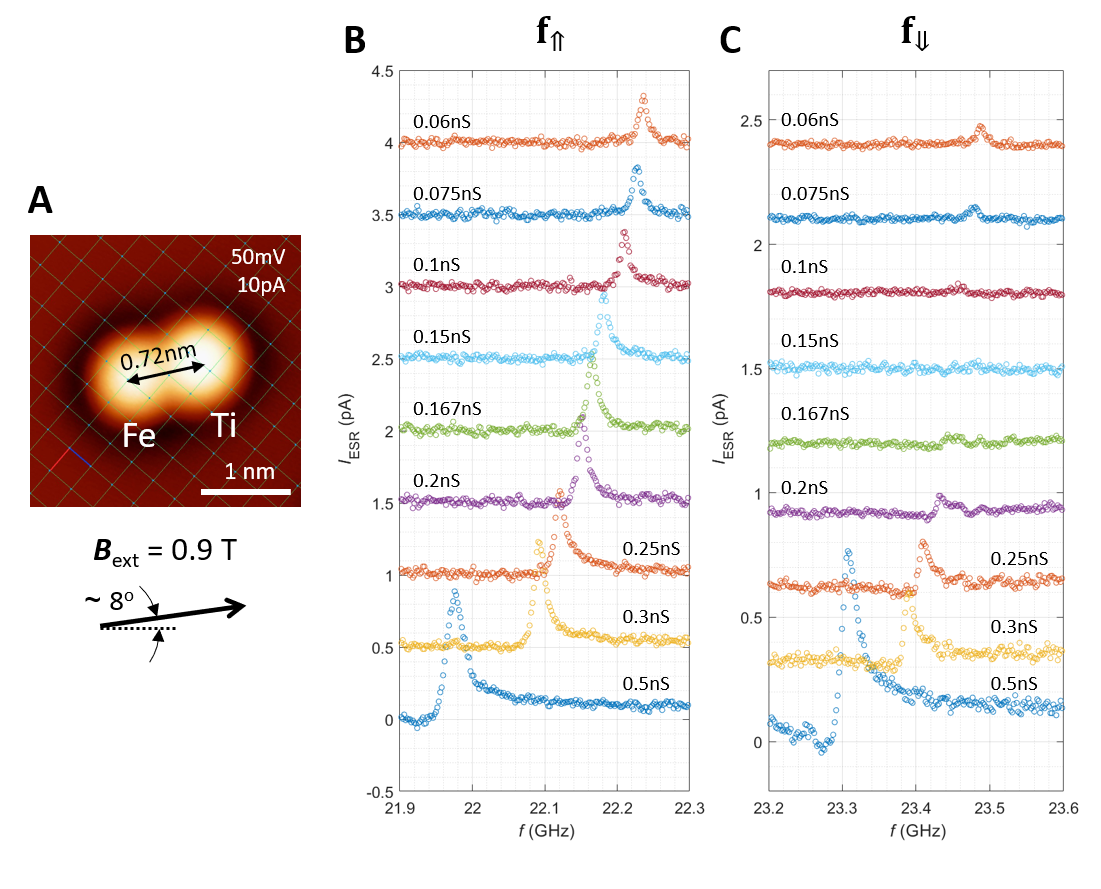 A
50mV
10pA
0.72nm
Fe
Ti
1 nm
Bext = 0.9 T
~ 8o
B
f⇑
4.5
4
3.5
3
2.5
2
1.5
1
0.5
0
-0.5
IESR (pA)
0.06nS
0.075nS
0.1nS
0.15nS
0.167nS
0.2nS
0.25nS
0.3nS
0.5nS
21.9
22
22.1
22.2
22.3
f (GHz)
C
f⇓
2.5
2
1.5
1
0.5
0
IESR (pA)
0.06nS
0.075nS
0.1nS
0.15nS
0.167nS
0.2nS
0.25nS
0.3nS
0.5nS
23.2
23.3
23.4
23.5
23.6
f (GHz)